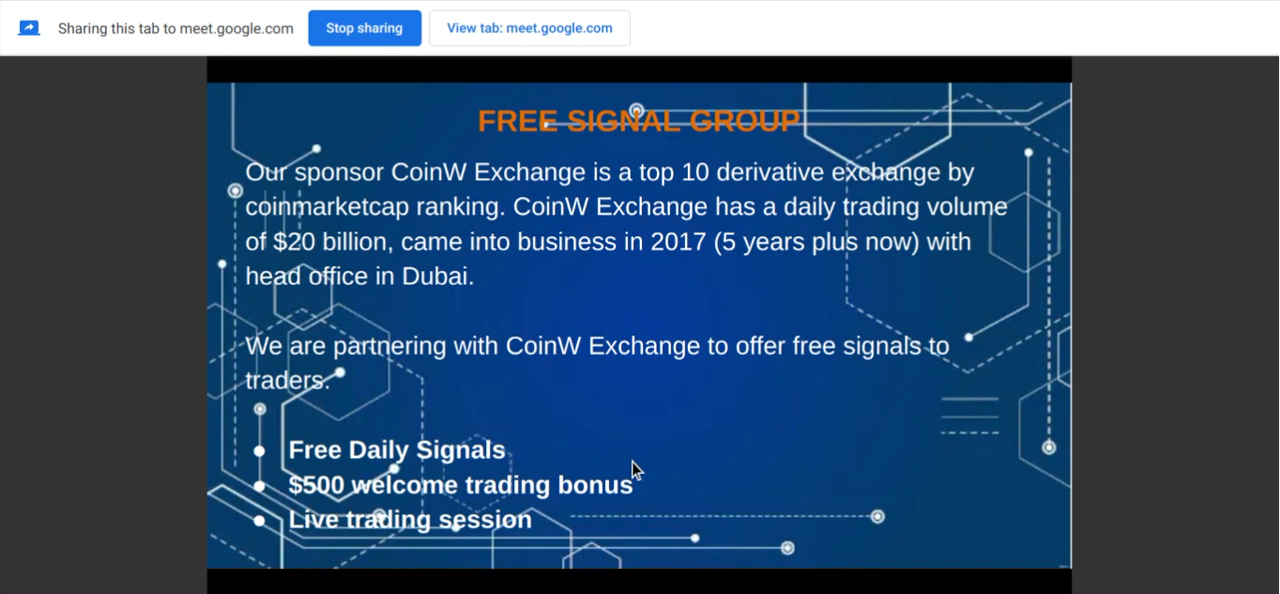 Sharing this tab to meet.google.com Stop sharing View tab: meet.google.com
FREE SIGNAL GROUP
Our sponsor CoinW Exchange is a top 10 derivative exchange by
coinmarketcap ranking. CoinW Exchange has a daily trading volume
of $20 billion, came into business in 2017 (5 years plus now) with
head office in Dubai.
We are partnering with CoinW Exchange to offer free signals to
traders.
Free Daily Signals
$500 welcome trading bonus
Live trading session